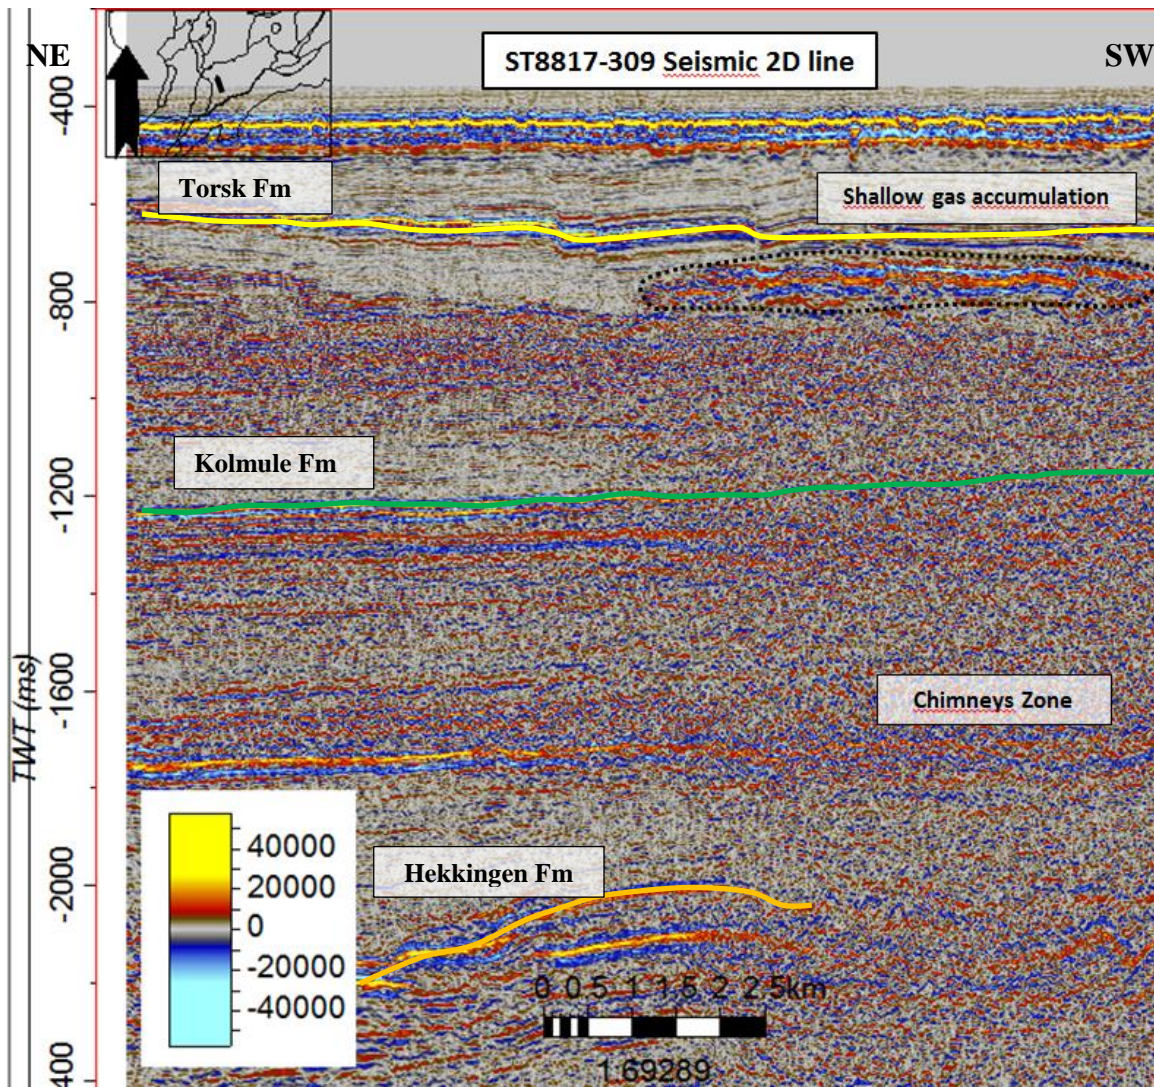 NE
ST8817-309 Seismic 2D line
SW
-400
Torsk Fm
Shallow gas accumulation
-800
Kolmule Fm
-1200
-1600
Chimneys Zone
TWT (ms)
40000
20000
0
-20000
-40000
Hekkingen Fm
-2000
0 0.5 1 1.5 2 2.5km
1:69289
400